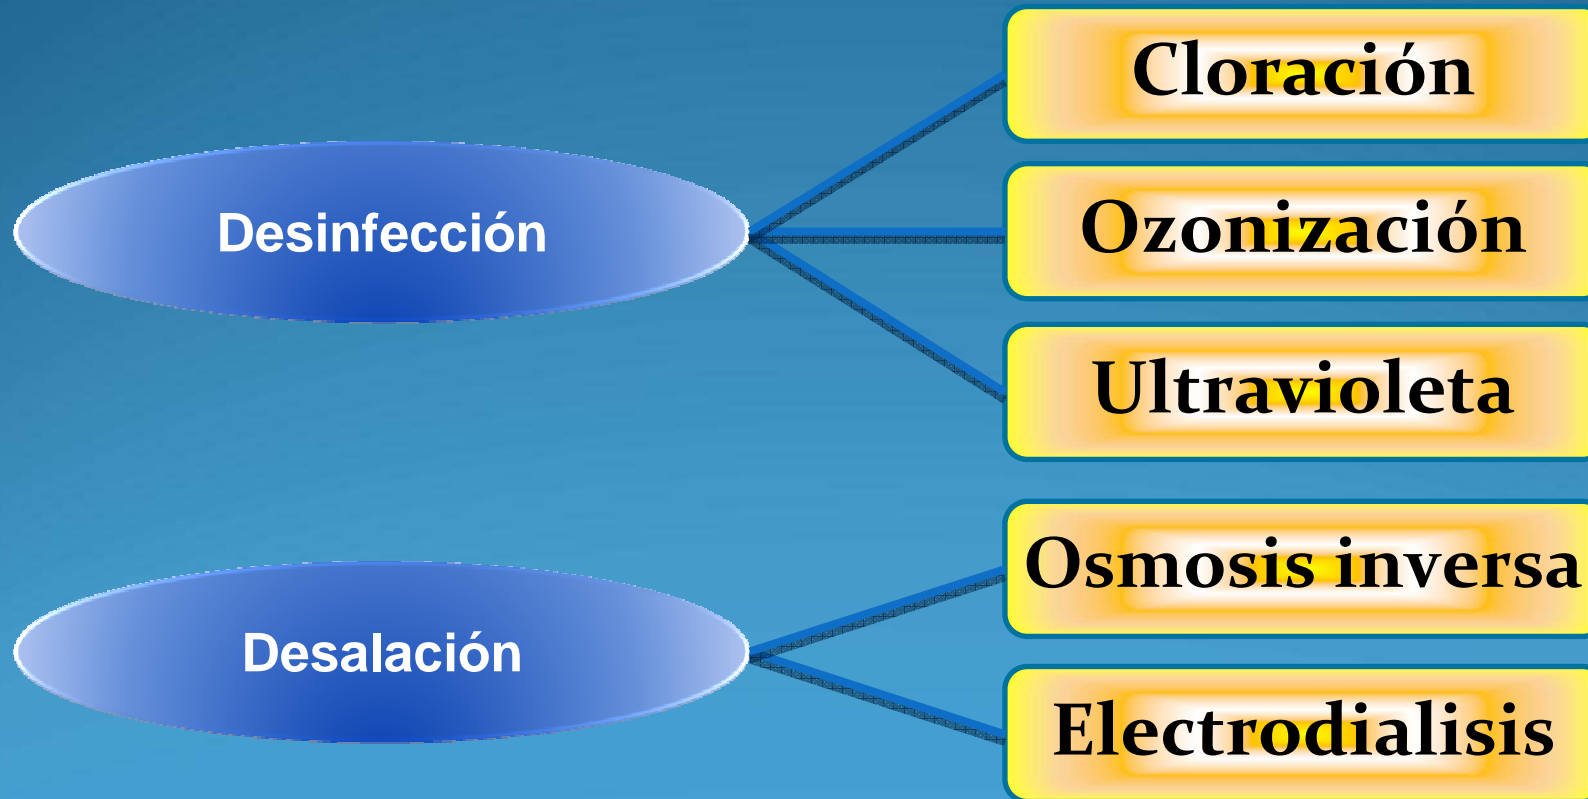 Desinfección
Cloración
Ozonización
Ultravioleta
Desalación
Osmosis inversa
Electrodialisis